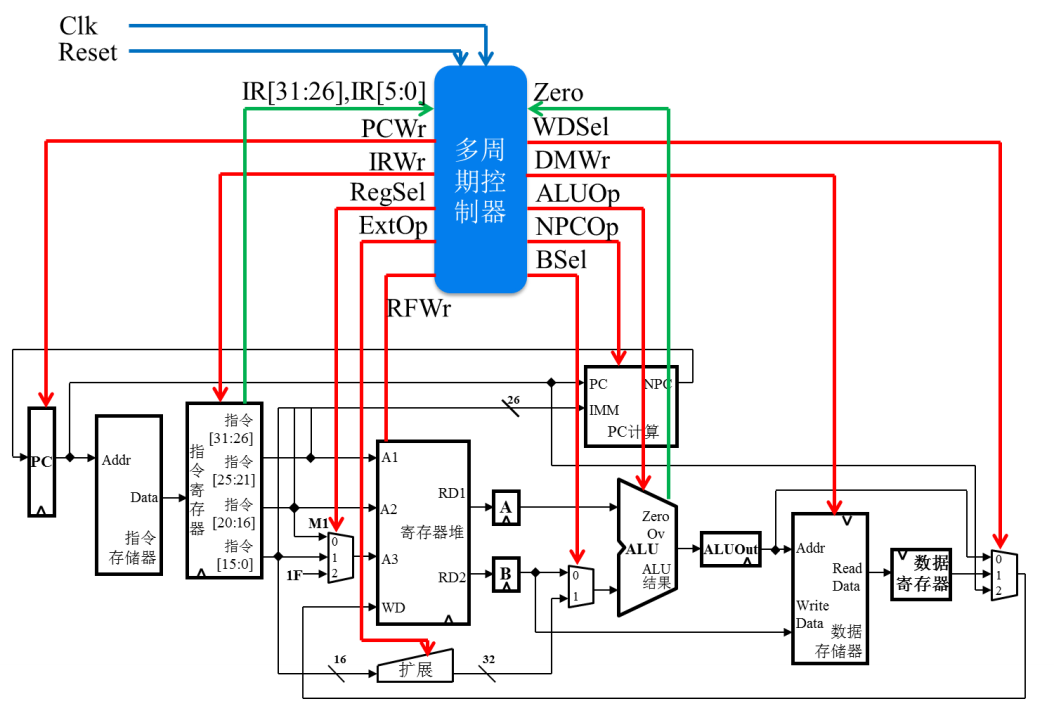 Clk
Reset
IR[31:26],IR[5:0]
PCWr
IRWr
RegSel
ExtOp
RFWr
多周
期控
制器
Zero
WDSel
DMWr
ALUOp
NPCOp
BSel
PC
Addr
Data
指令
存储器
指令寄存器
指令
[31:26]
指令
[25:21]
指令
[20:16]
指令
[15:0]
M1
0
1
2
1F
A1
A2
A3
WD
RD1
RD2
寄存器堆
16
扩展
32
26
PC
NPC
IMM
PC计算
A
B
0
1
Zero
Ov
ALU
ALU
结果
ALUOut
Addr
Read
Data
Write
Data
数据
存储器
数据
寄存器
0
1
2